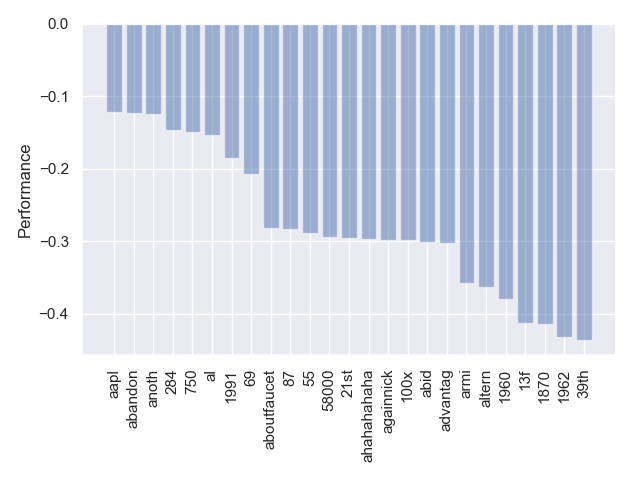 0.0
−0.1
−0.2
−0.3
−0.4
Performance
aapl
abandon
anoth
284
750
al
1991
69
aboutfaucet
87
55
58000
21st
ahahahahaha
againnick
100x
abid
advantag
armi
altern
1960
13f
1870
1962
39th